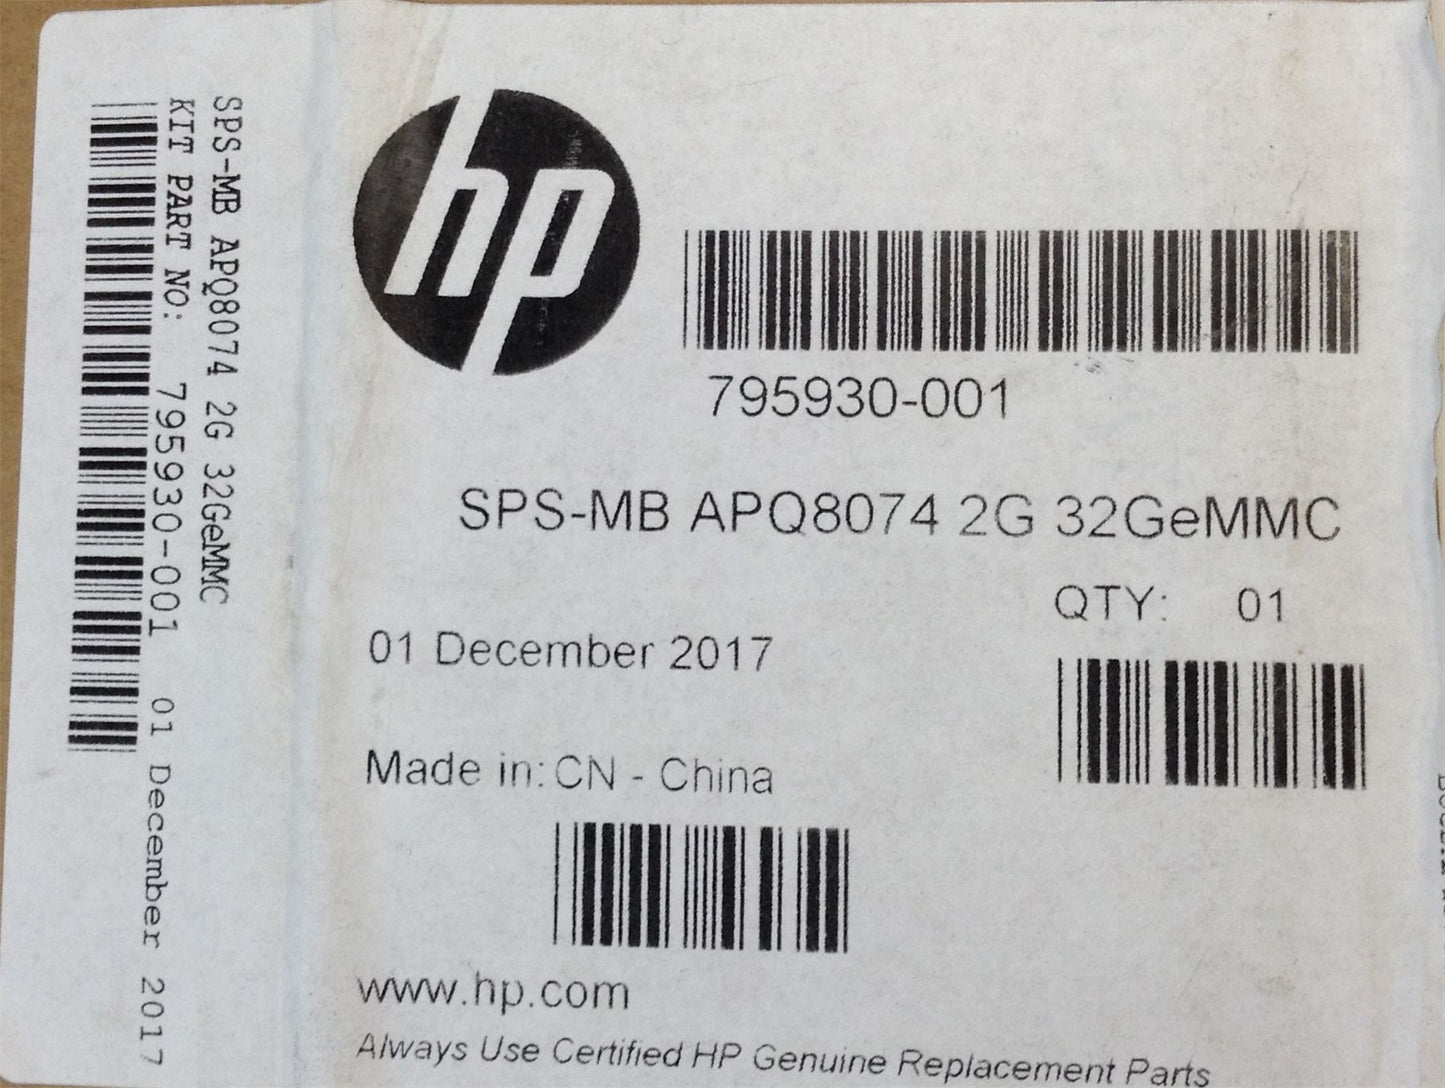 SPS-MB APQ8074 2G 32GeMMC
KIT PART NO: 795930-001 01 December 2017
hp
795930-001
SPS-MB APQ8074 2G 32GeMMC
QTY: 01
01 December 2017
Made in: CN - China
www.hp.com
Always Use Certified HP Genuine Replacement Parts